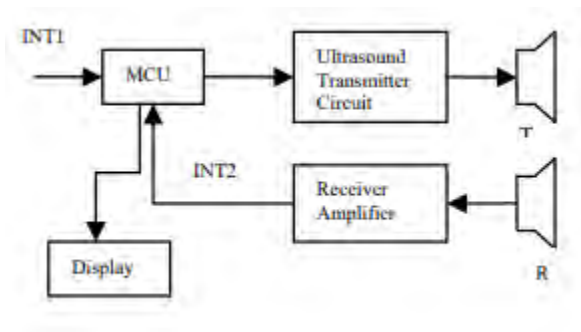 INT1
MCU
Ultrasound
Transmitter
Circuit
T
INT2
Receiver
Amplifier
Display
R